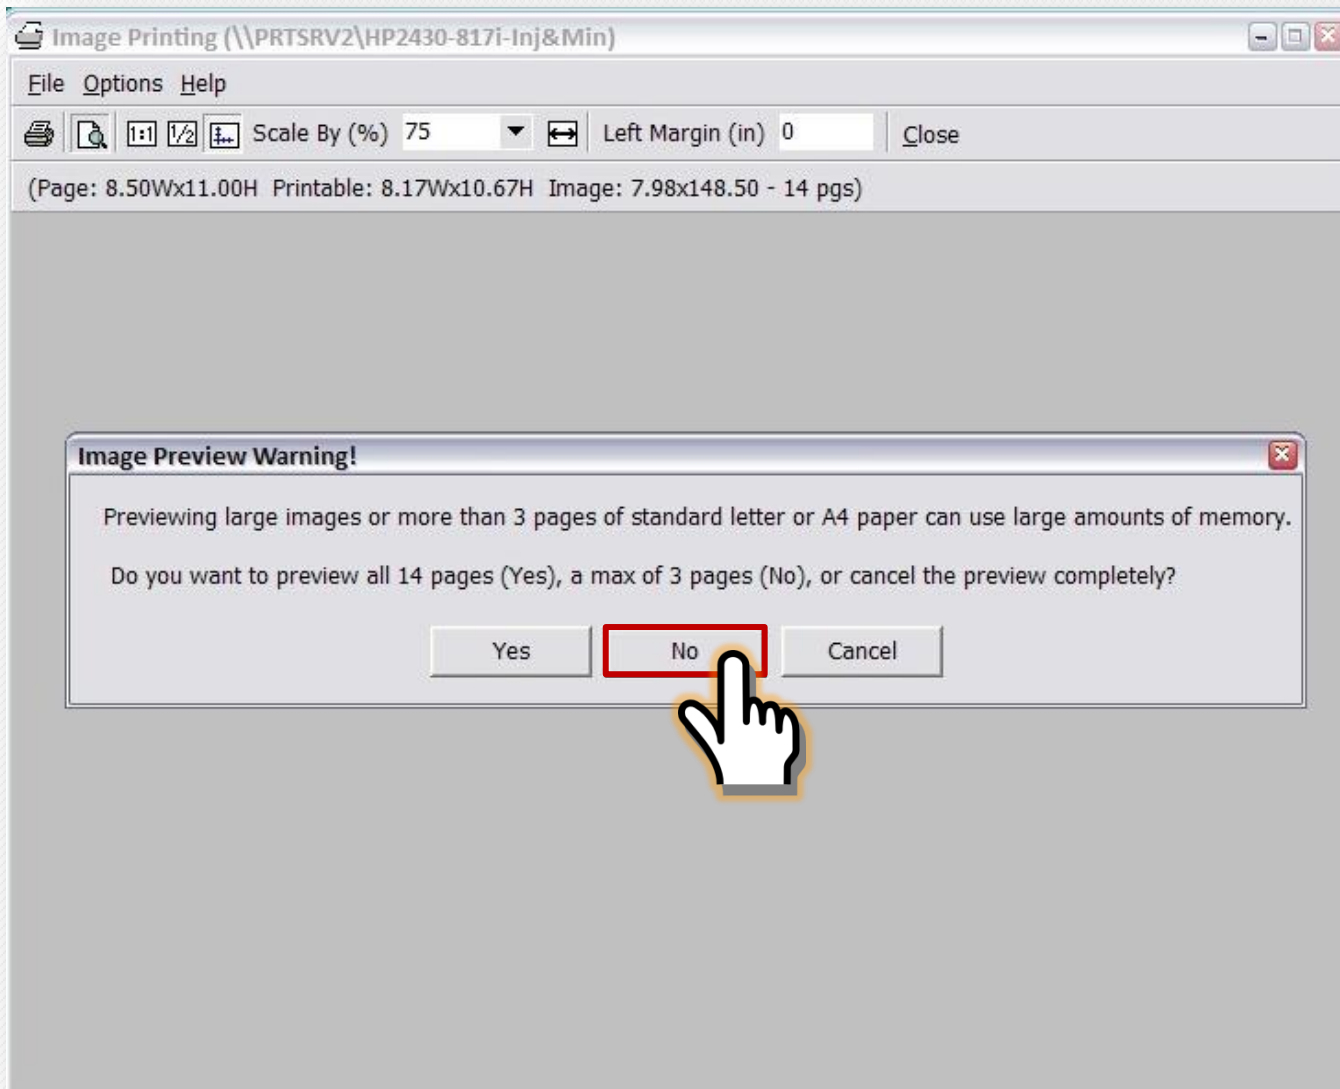 Image Printing (\\PRTSRV2\HP2430-817i-Inj&Min)
File Options Help
1:1 1/2 Scale By (%) 75 Left Margin (in) 0 Close
(Page: 8.50Wx11.00H Printable: 8.17Wx10.67H Image: 7.98x148.50 - 14 pgs)
Image Preview Warning!
Previewing large images or more than 3 pages of standard letter or A4 paper can use large amounts of memory.
Do you want to preview all 14 pages (Yes), a max of 3 pages (No), or cancel the preview completely?
Yes No Cancel